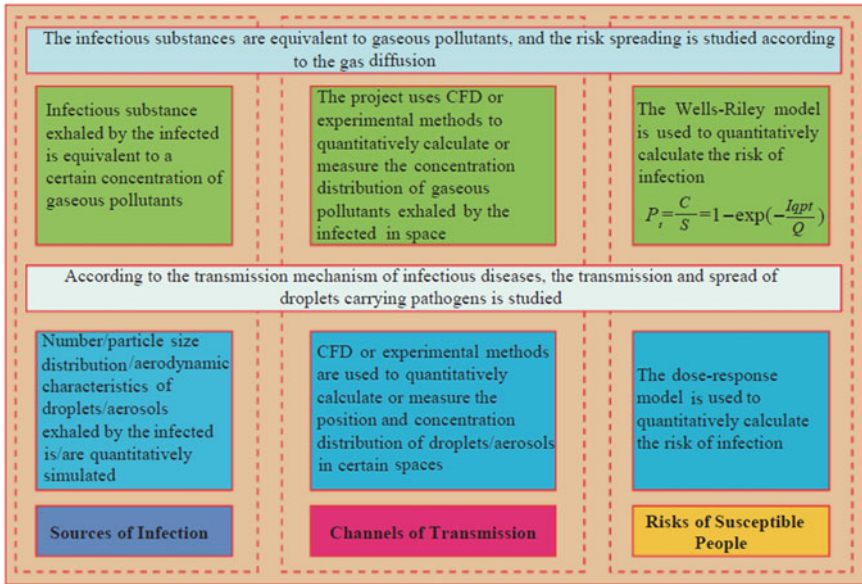 The infectious substances are equivalent to gaseous pollutants, and the risk spreading is studied according
to the gas diffusion
Infectious substance
exhaled by the infected
is equivalent to a
certain concentration of
gaseous pollutants
The project uses CFD or
experimental methods to
quantitatively calculate or
measure the concentration
distribution of gaseous
pollutants exhaled by the
infected in space
The Wells-Riley model
is used to quantitatively
calculate the risk of
infection
P_t = C/S = 1-exp(-Iqpt/Q)
According to the transmission mechanism of infectious diseases, the transmission and spread of
droplets carrying pathogens is studied
Number/particle size
distribution/aerodynamic
characteristics of
droplets/aerosols
exhaled by the infected
is/are quantitatively
simulated
CFD or experimental methods
are used to quantitatively
calculate or measure the
position and concentration
distribution of droplets/aerosols
in certain spaces
The dose-response
model is used to
quantitatively calculate
the risk of infection
Sources of Infection
Channels of Transmission
Risks of Susceptible
People